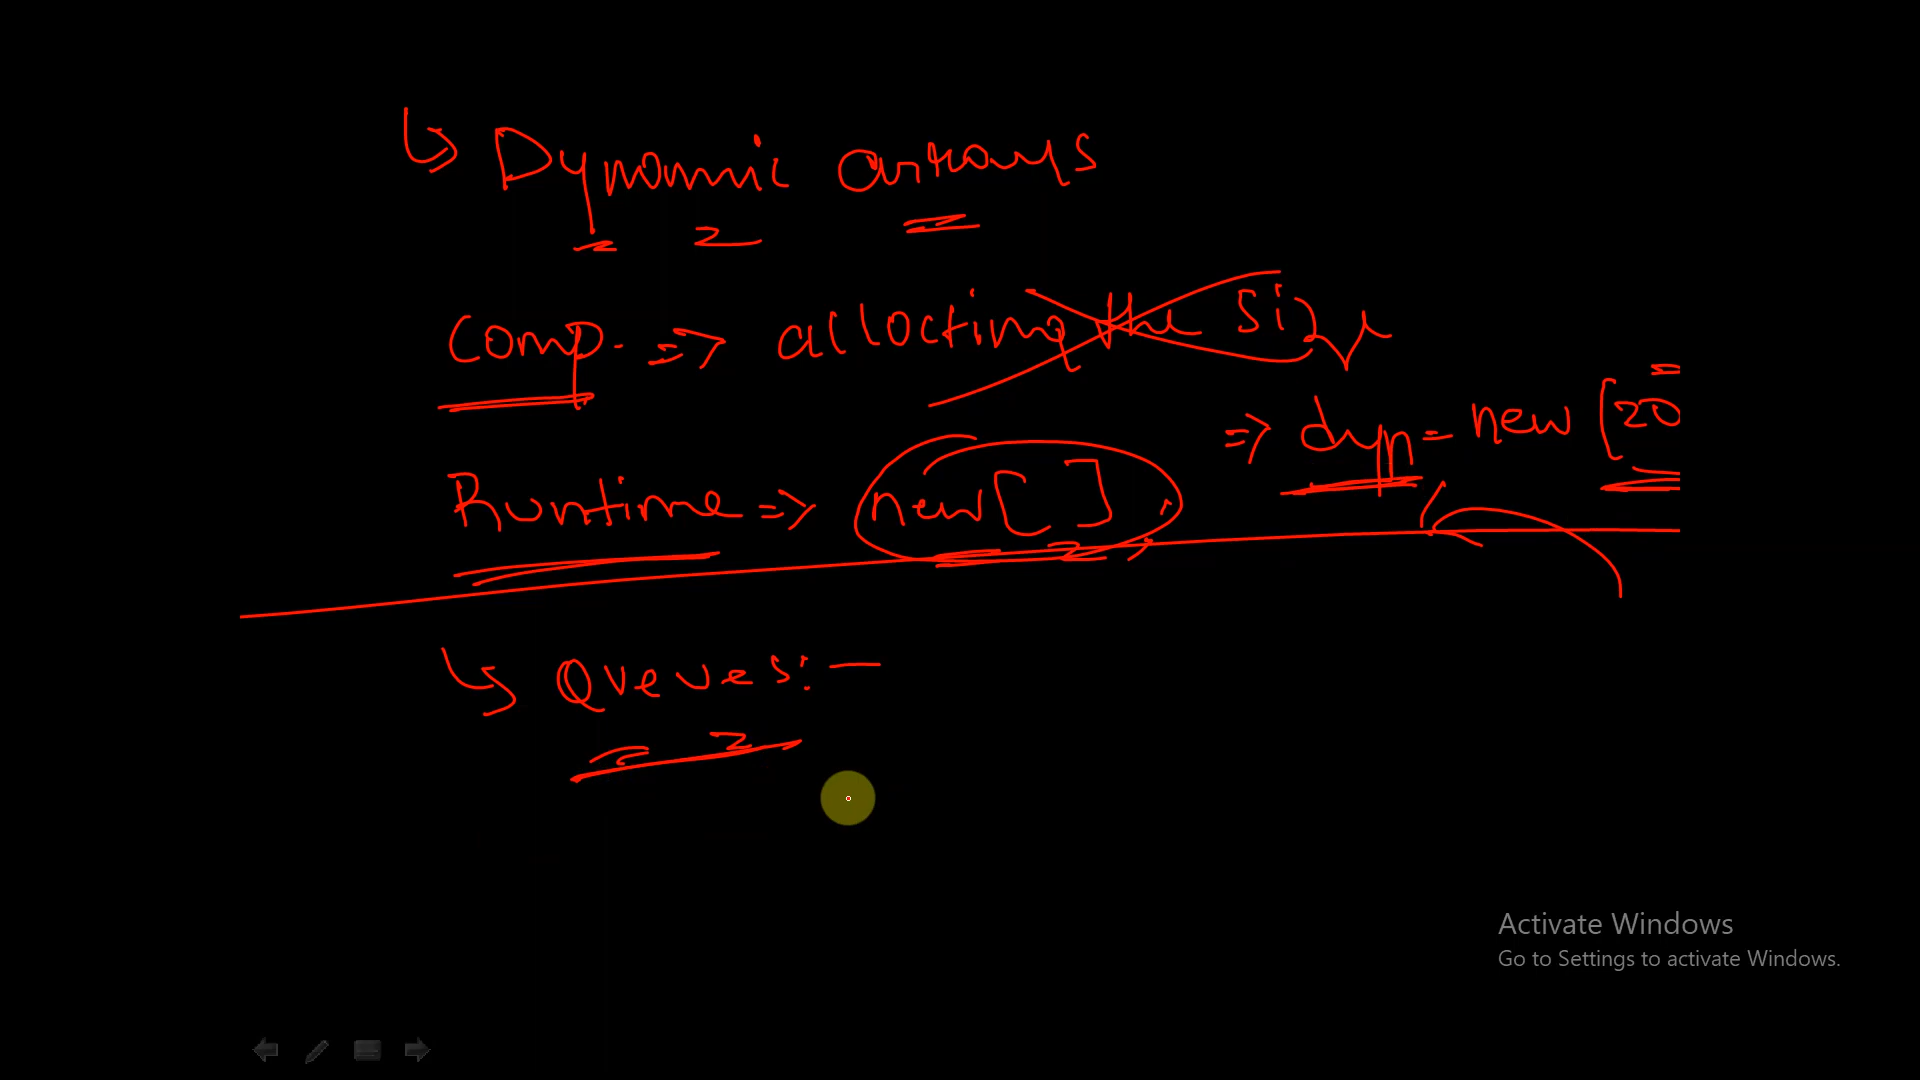 ↳ Dynamic arrays
Comp. => allocting the size
=> dyn = new [20
Runtime => new[ ];
↳ Queues: —
Activate Windows
Go to Settings to activate Windows.